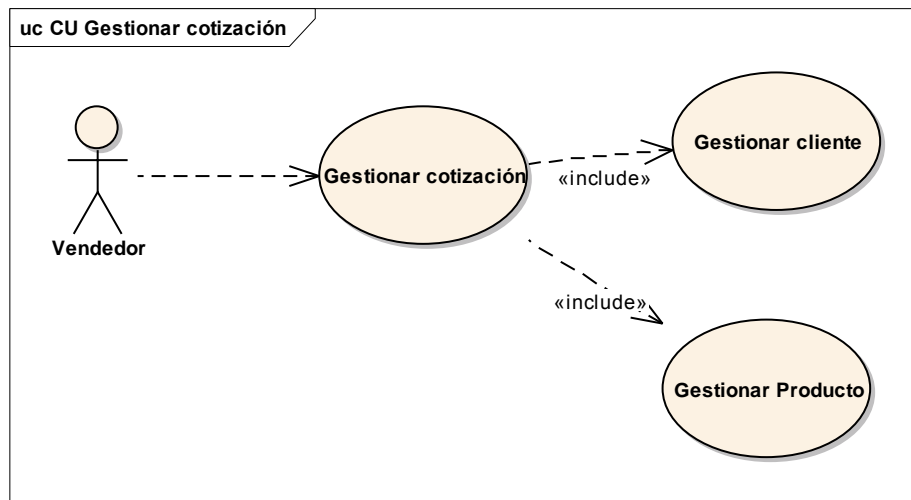 uc CU Gestionar cotización
Gestionar cliente
Gestionar cotización
«include»
Vendedor
«include»
Gestionar Producto